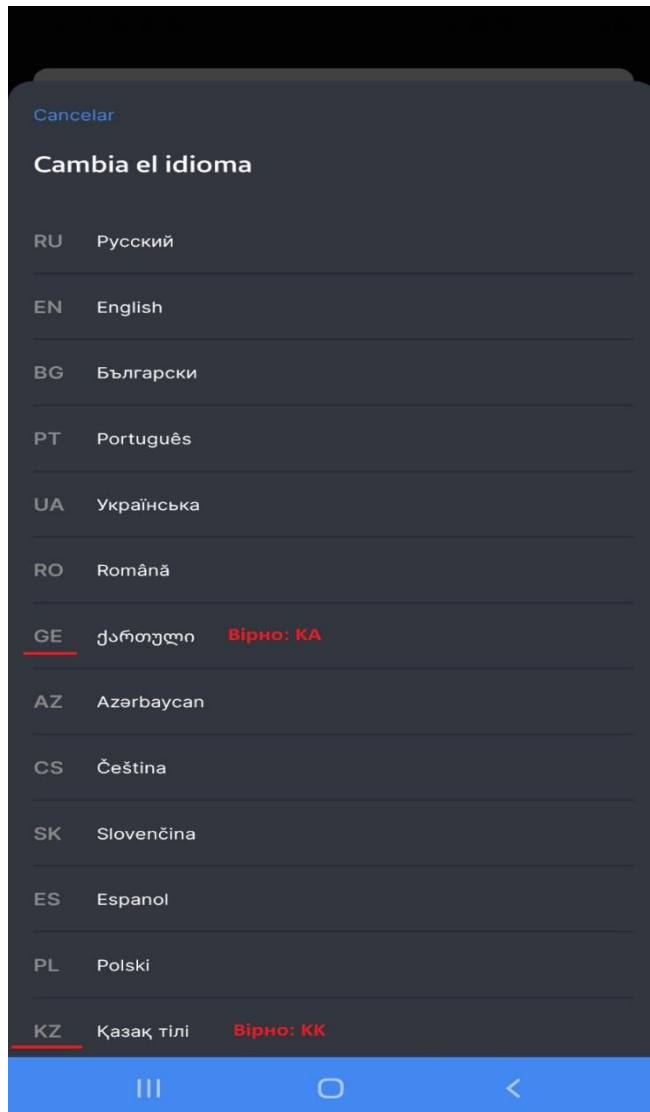 Cancelar
Cambia el idioma
RU Русский
EN English
BG Български
PT Português
UA Українська
RO Română
GE ქართული Вірно: KA
AZ Azərbaycan
CS Čeština
SK Slovenčina
ES Espanol
PL Polski
KZ Қазақ тілі Вірно: KK